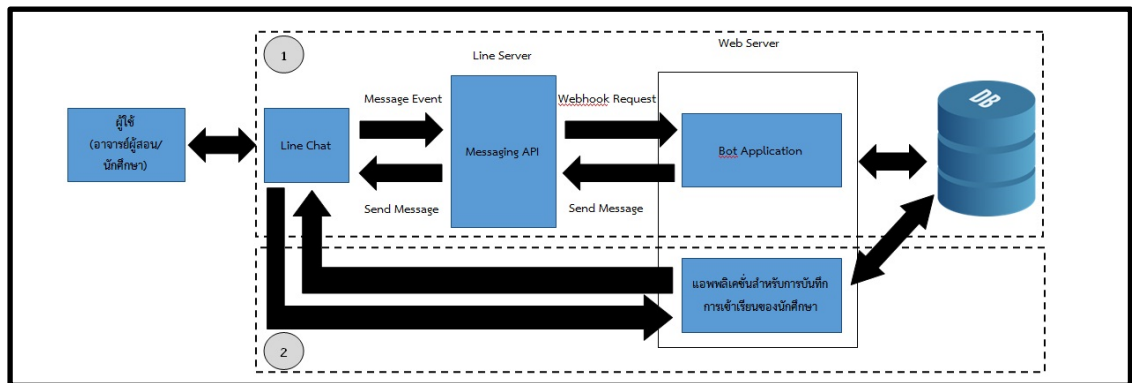 1
Web Server
Line Server
Message Event
Webhook Request
ผู้ใช้
(อาจารย์ผู้สอน/
นักศึกษา)
Line Chat
Messaging API
Bot Application
DB
Send Message
Send Message
แอพพลิเคชั่นสำหรับการบันทึก
การเข้าเรียนของนักศึกษา
2